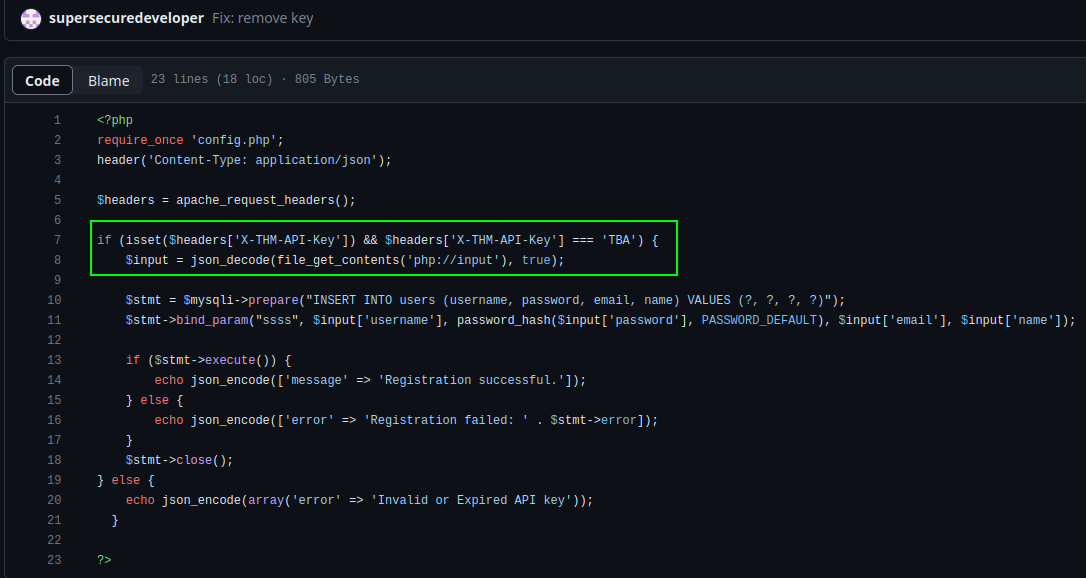 supersecuredeveloper Fix: remove key
Code Blame 23 lines (18 loc) · 805 Bytes
1 <?php
2 require_once 'config.php';
3 header('Content-Type: application/json');
4
5 $headers = apache_request_headers();
6
7 if (isset($headers['X-THM-API-Key']) && $headers['X-THM-API-Key'] === 'TBA') {
8 $input = json_decode(file_get_contents('php://input'), true);
9
10 $stmt = $mysqli->prepare("INSERT INTO users (username, password, email, name) VALUES (?, ?, ?, ?)");
11 $stmt->bind_param("ssss", $input['username'], password_hash($input['password'], PASSWORD_DEFAULT), $input['email'], $input['name']);
12
13 if ($stmt->execute()) {
14 echo json_encode(['message' => 'Registration successful.']);
15 } else {
16 echo json_encode(['error' => 'Registration failed: ' . $stmt->error]);
17 }
18 $stmt->close();
19 } else {
20 echo json_encode(array('error' => 'Invalid or Expired API key'));
21 }
22
23 ?>